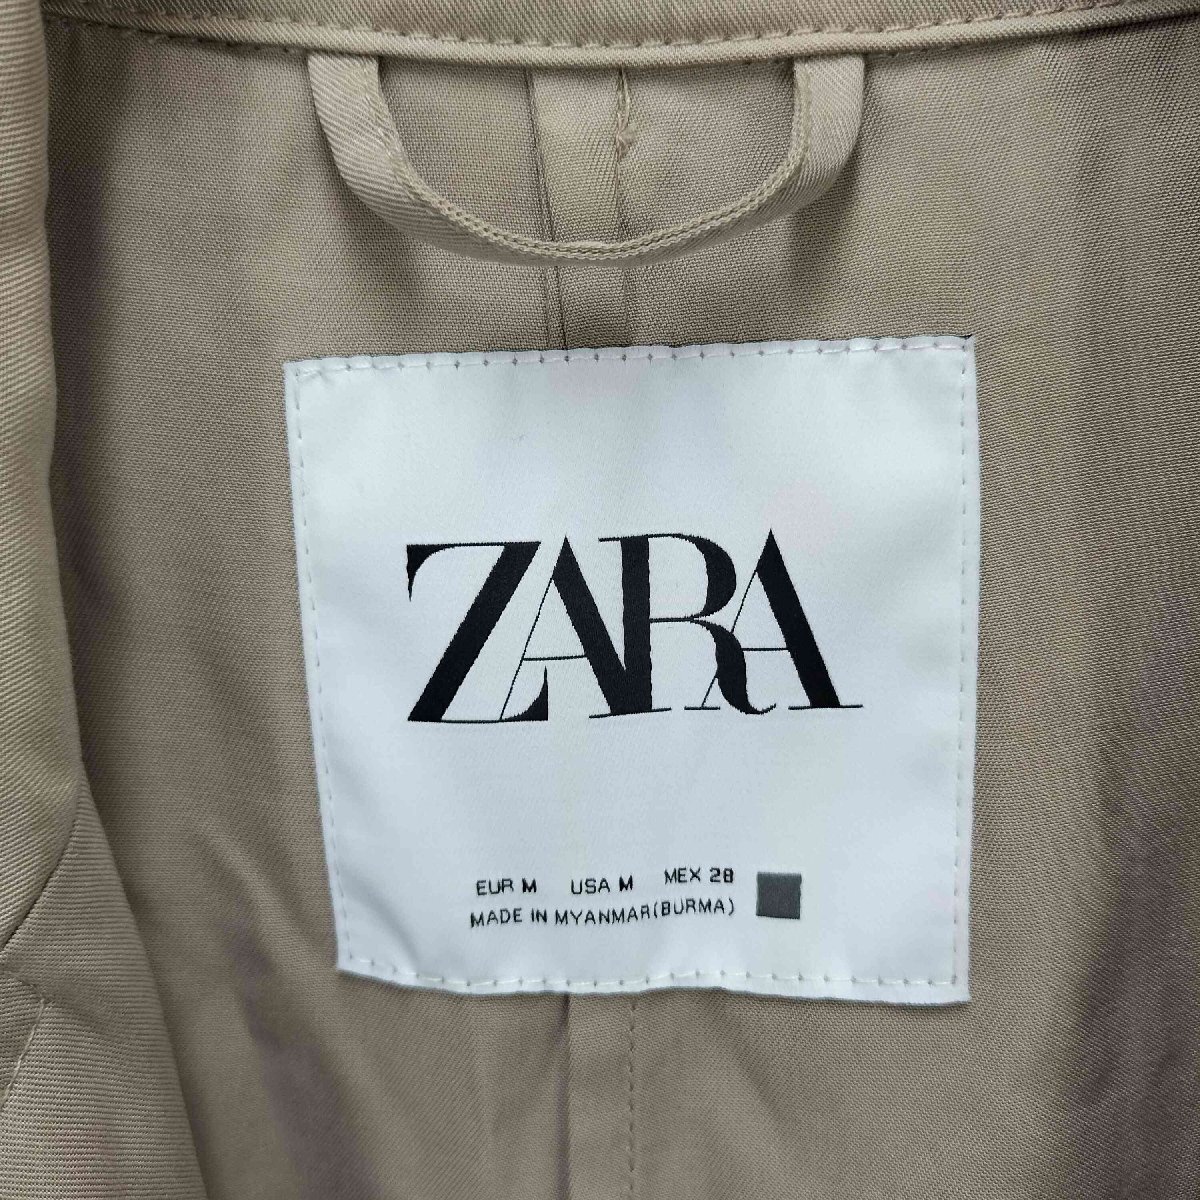 ZARA
EUR M USA M MEX 28
MADE IN MYANMAR(BURMA)